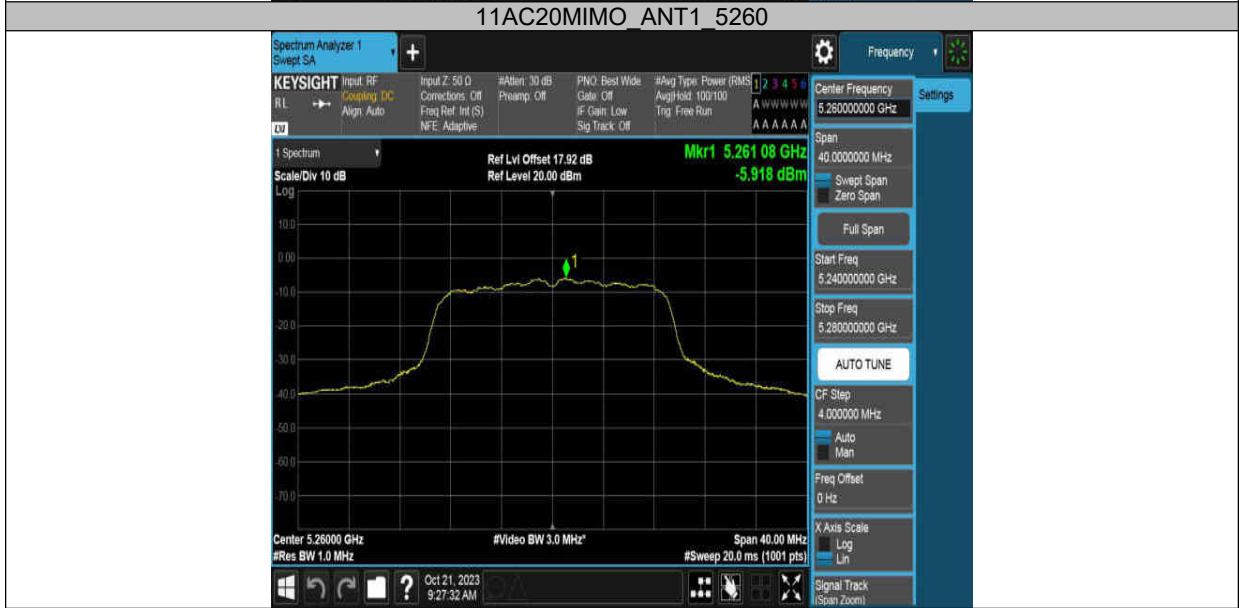 11AC20MIMO_ANT1_5260
Spectrum Analyzer 1
Swept SA
+
Frequency
KEYSIGHT
RL
Input: RF
Coupling: DC
Align: Auto
Input Z: 50 Ω
Corrections: Off
Freq Ref: Int (S)
NFE: Adaptive
#Atten: 30 dB
Preamp: Off
PNO: Best Wide
Gate: Off
IF Gain: Low
Sig Track: Off
#Avg Type: Power (RMS
Avg|Hold: 100/100
Trig: Free Run
1 2 3 4 5 6
A W W W W W
A A A A A A
LXI
1 Spectrum
Scale/Div 10 dB
Log
Ref Lvl Offset 17.92 dB
Ref Level 20.00 dBm
Mkr1 5.261 08 GHz
-5.918 dBm
1
10.0
0.00
-10.0
-20.0
-30.0
-40.0
-50.0
-60.0
-70.0
Center 5.26000 GHz
#Res BW 1.0 MHz
#Video BW 3.0 MHz*
Span 40.00 MHz
#Sweep 20.0 ms (1001 pts)
Center Frequency
5.260000000 GHz
Settings
Span
40.0000000 MHz
Swept Span
Zero Span
Full Span
Start Freq
5.240000000 GHz
Stop Freq
5.280000000 GHz
AUTO TUNE
CF Step
4.000000 MHz
Auto
Man
Freq Offset
0 Hz
X Axis Scale
Log
Lin
Signal Track
(Span Zoom)
?
Oct 21, 2023
9:27:32 AM